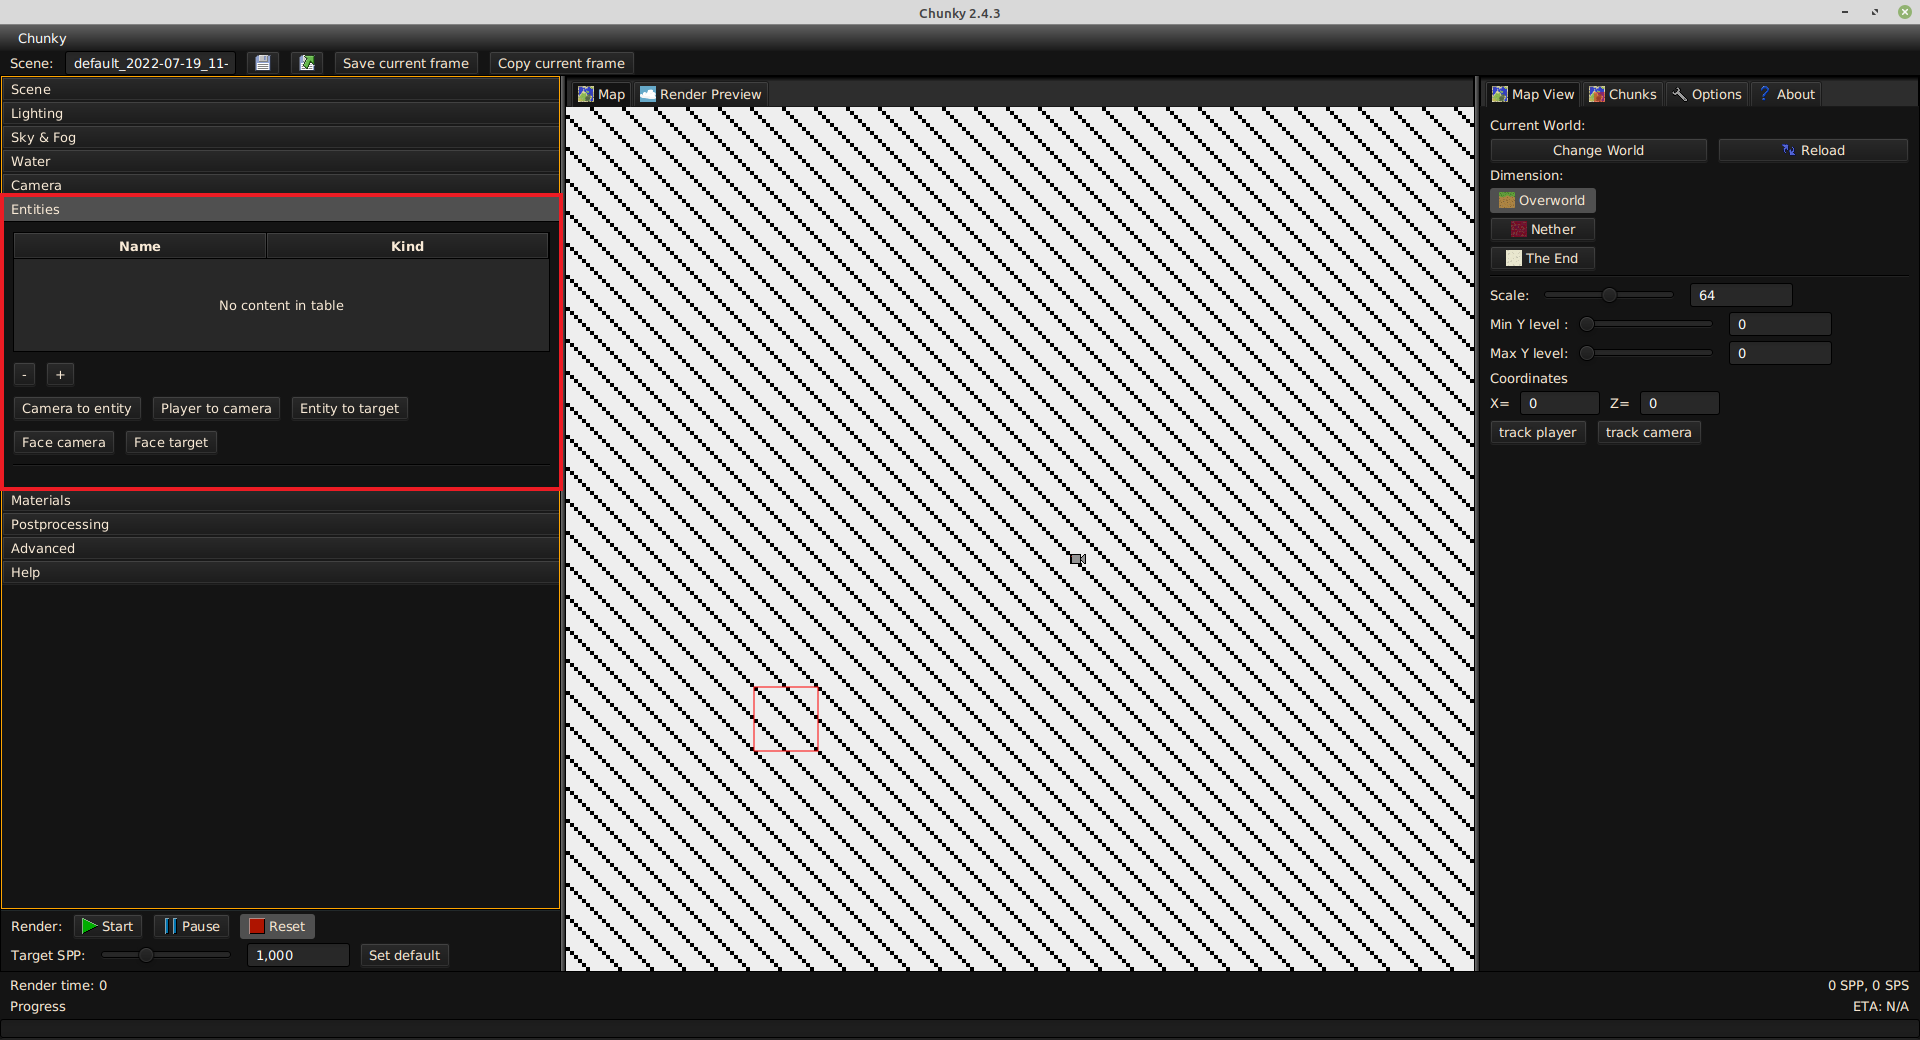 Chunky 2.4.3
Chunky
Scene: default_2022-07-19_11- Save current frame Copy current frame
Scene
Lighting
Sky & Fog
Water
Camera
Entities
Name Kind
No content in table
- +
Camera to entity Player to camera Entity to target
Face camera Face target
Materials
Postprocessing
Advanced
Help
Render: Start Pause Reset
Target SPP: 1,000 Set default
Map Render Preview
Map View Chunks Options ? About
Current World:
Change World Reload
Dimension:
Overworld
Nether
The End
Scale: 64
Min Y level : 0
Max Y level: 0
Coordinates
X= 0 Z= 0
track player track camera
Render time: 0
Progress
0 SPP, 0 SPS
ETA: N/A